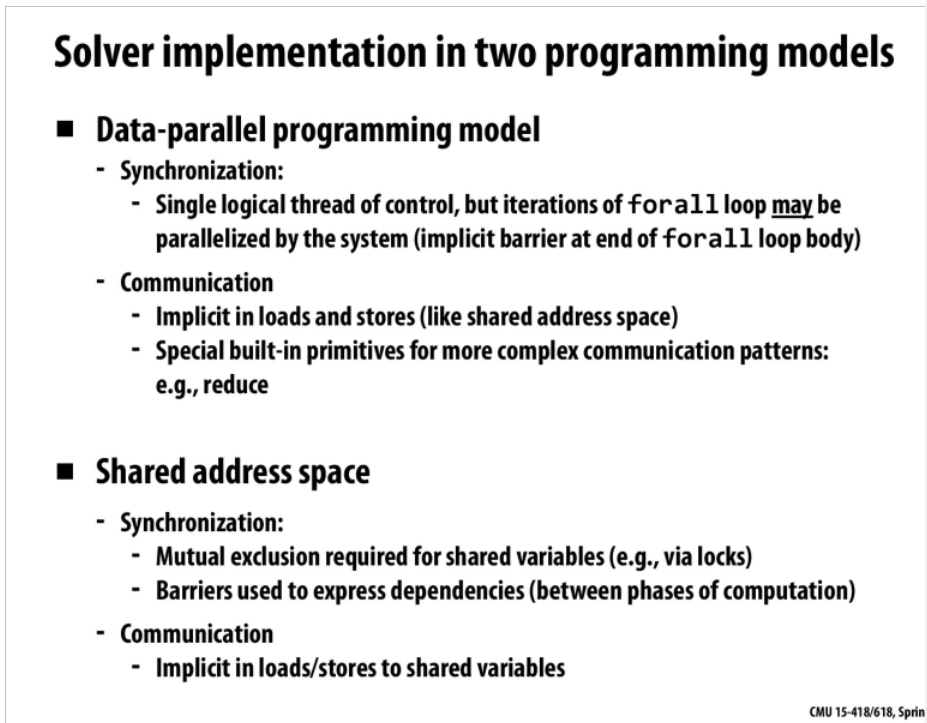 Solver implementation in two programming models
■ Data-parallel programming model
- Synchronization:
- Single logical thread of control, but iterations of forall loop may be
parallelized by the system (implicit barrier at end of forall loop body)
- Communication
- Implicit in loads and stores (like shared address space)
- Special built-in primitives for more complex communication patterns:
e.g., reduce
■ Shared address space
- Synchronization:
- Mutual exclusion required for shared variables (e.g., via locks)
- Barriers used to express dependencies (between phases of computation)
- Communication
- Implicit in loads/stores to shared variables
CMU 15-418/618, Sprin